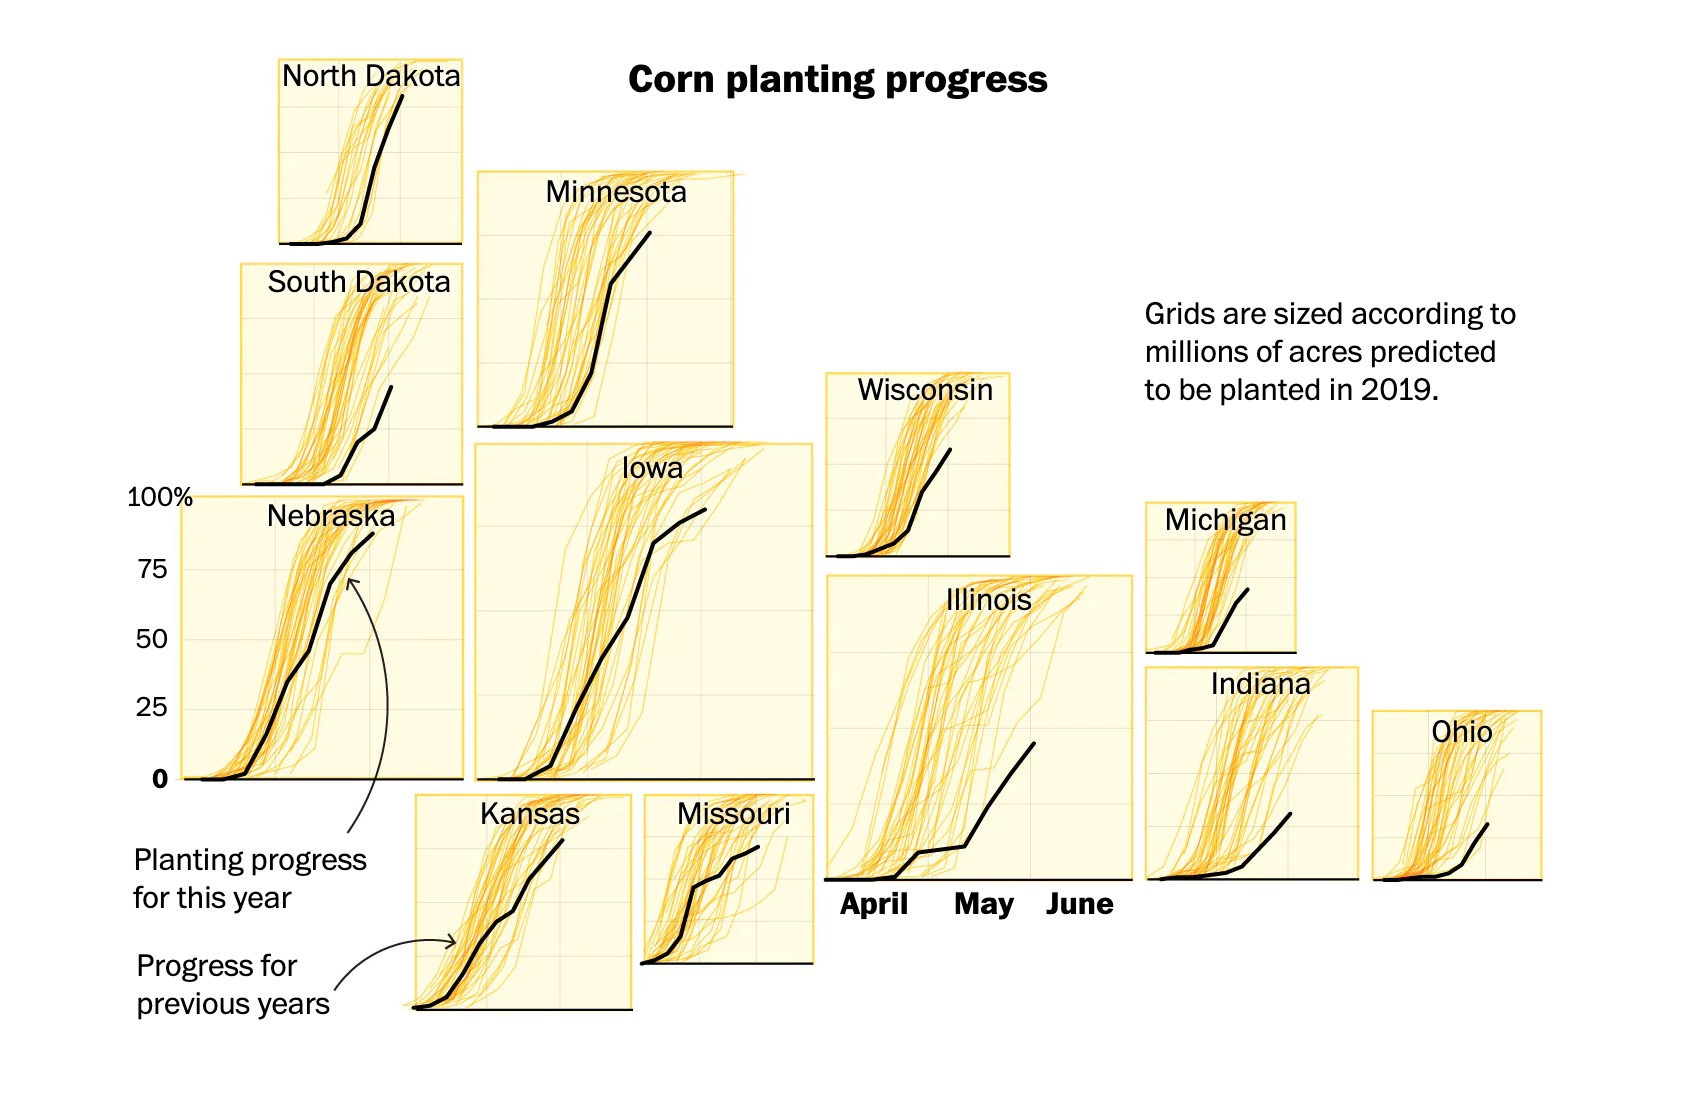 Corn planting progress
North Dakota
Minnesota
South Dakota
Grids are sized according to
millions of acres predicted
to be planted in 2019.
Wisconsin
Iowa
100%
Nebraska
75
50
25
0
Michigan
Illinois
Indiana
Ohio
Kansas
Missouri
April May June
Planting progress
for this year
Progress for
previous years